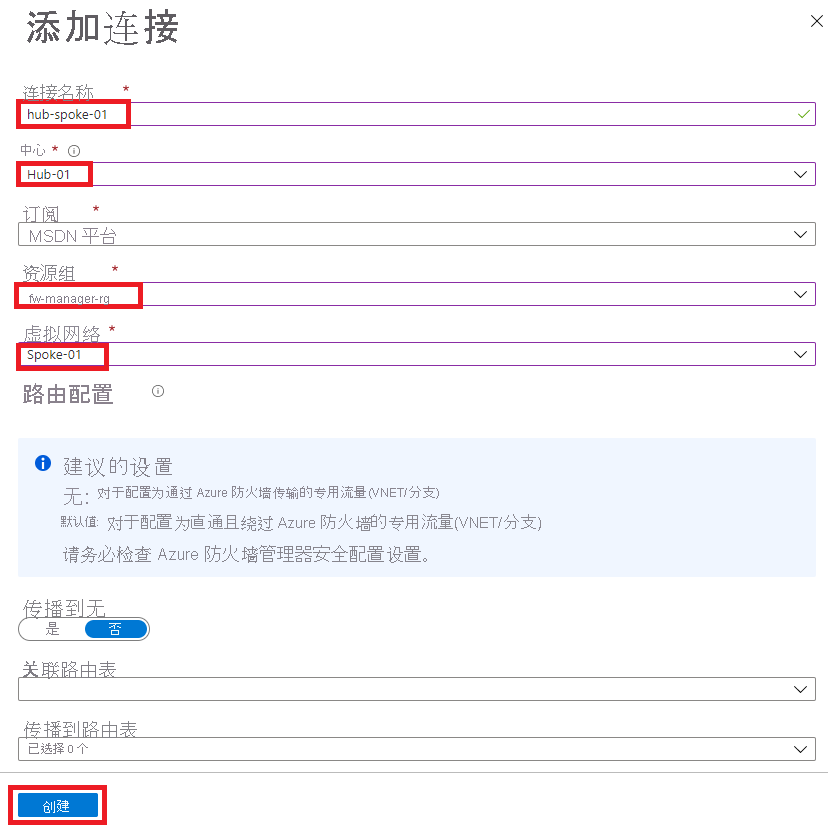 添加连接
连接名称 *
hub-spoke-01
中心 *
Hub-01
订阅 *
MSDN 平台
资源组 *
fw-manager-rg
虚拟网络 *
Spoke-01
路由配置
建议的设置
无: 对于配置为通过 Azure 防火墙传输的专用流量(VNET/分支)
默认值: 对于配置为直通且绕过 Azure 防火墙的专用流量(VNET/分支)
请务必检查 Azure 防火墙管理器安全配置设置。
传播到无
是 否
关联路由表
传播到路由表
已选择 0 个
创建